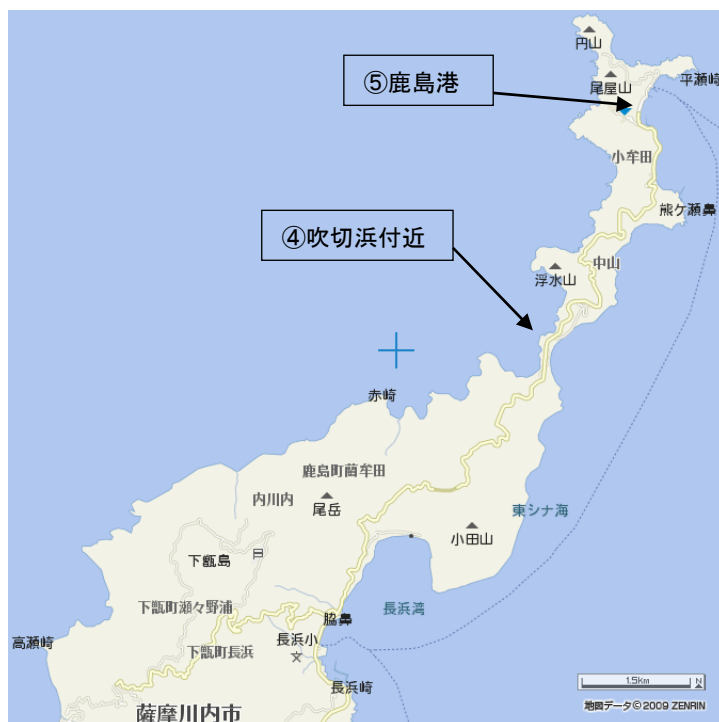 円山
⑤鹿島港
尾屋山
平瀬崎
小牟田
熊ケ瀬鼻
④吹切浜付近
中山
浮水山
赤崎
鹿島町藺牟田
内川内
尾岳
東シナ海
小田山
下甑島
下甑町瀬々野浦
長浜湾
脇鼻
高瀬崎
下甑町長浜
長浜小
文
長浜崎
1.5km
N
薩摩川内市
地図データ©2009 ZENRIN